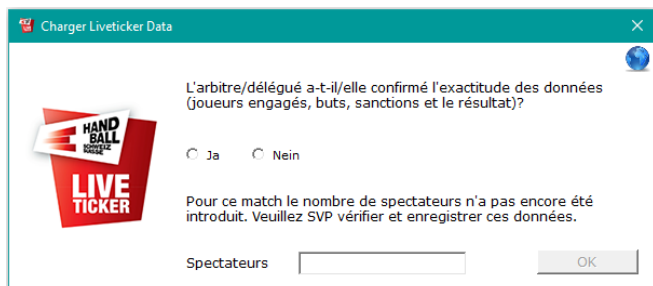 Charger Liveticker Data
L'arbitre/délégué a-t-il/elle confirmé l'exactitude des données
(joueurs engagés, buts, sanctions et le résultat)?
HAND
BALL
SCHWEIZ
SUISSE
LIVE
TICKER
Ja Nein
Pour ce match le nombre de spectateurs n'a pas encore été
introduit. Veuillez SVP vérifier et enregistrer ces données.
Spectateurs OK